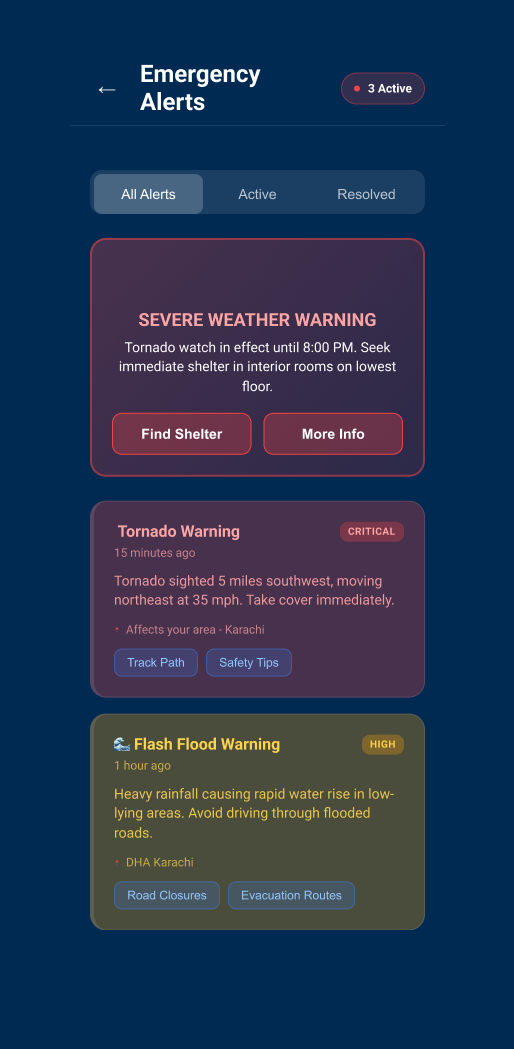 ← Emergency
Alerts
3 Active
All Alerts Active Resolved
SEVERE WEATHER WARNING
Tornado watch in effect until 8:00 PM. Seek
immediate shelter in interior rooms on lowest
floor.
Find Shelter More Info
Tornado Warning CRITICAL
15 minutes ago
Tornado sighted 5 miles southwest, moving
northeast at 35 mph. Take cover immediately.
Affects your area - Karachi
Track Path Safety Tips
🌊 Flash Flood Warning HIGH
1 hour ago
Heavy rainfall causing rapid water rise in low-
lying areas. Avoid driving through flooded
roads.
DHA Karachi
Road Closures Evacuation Routes